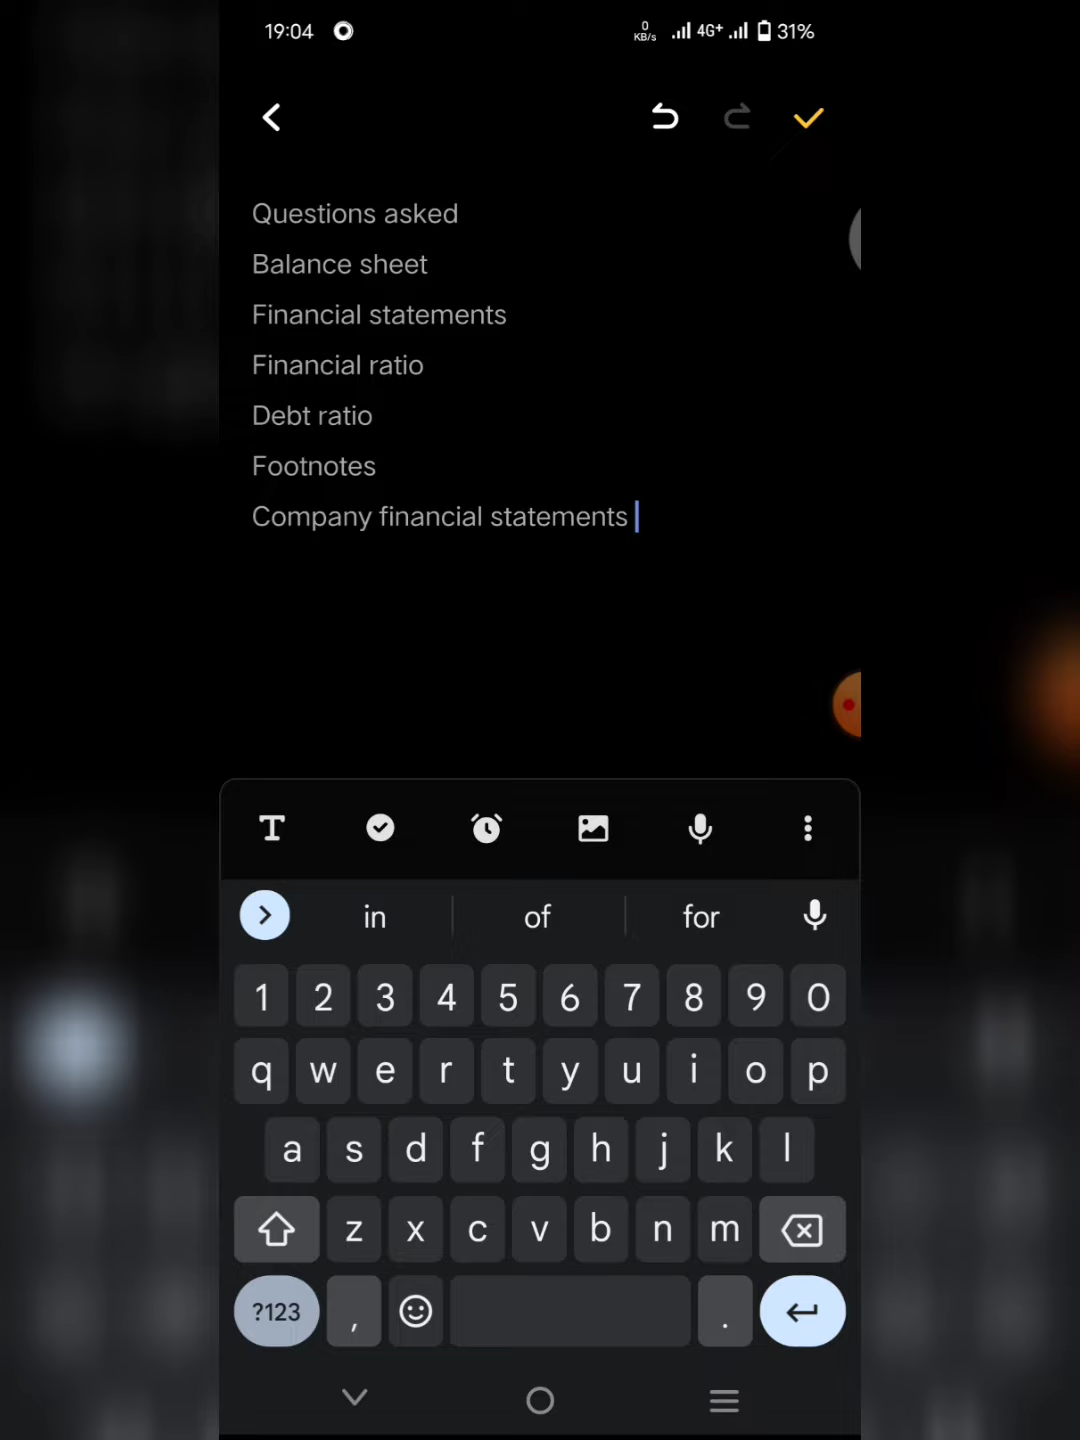 19:04 0 KB/s 4G+ 31%
Questions asked
Balance sheet
Financial statements
Financial ratio
Debt ratio
Footnotes
Company financial statements
T
in of for
1 2 3 4 5 6 7 8 9 0
q w e r t y u i o p
a s d f g h j k l
z x c v b n m
?123 , .